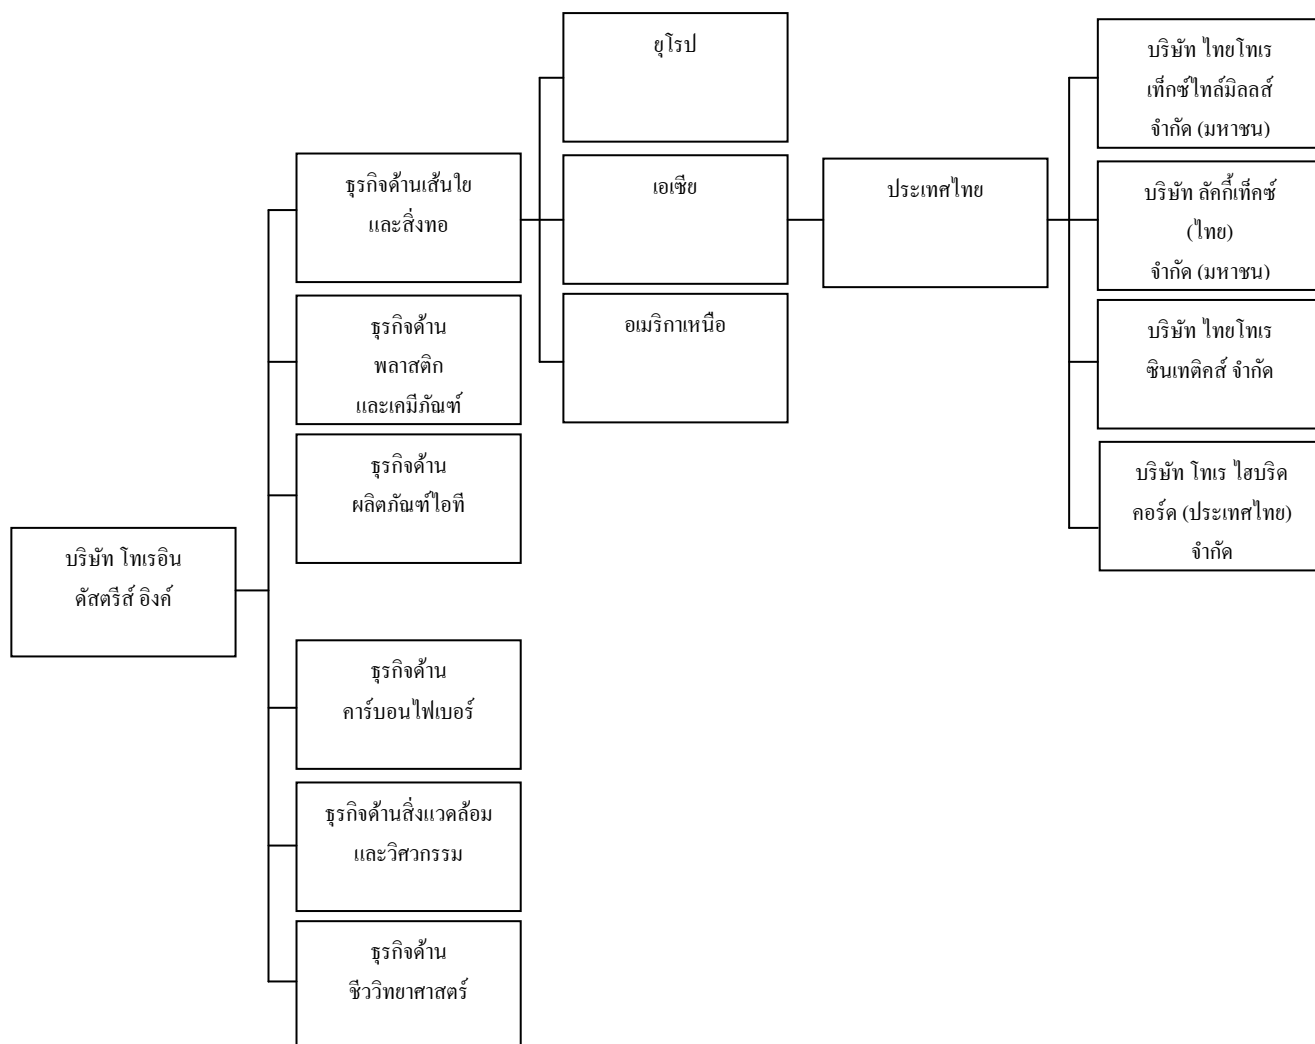 บริษัท โทเรอิน
ดัสตรีส์ อิงค์
ธุรกิจด้านเส้นใย
และสิ่งทอ
ธุรกิจด้าน
พลาสติก
และเคมีภัณฑ์
ธุรกิจด้าน
ผลิตภัณฑ์ไอที
ธุรกิจด้าน
คาร์บอนไฟเบอร์
ธุรกิจด้านสิ่งแวดล้อม
และวิศวกรรม
ธุรกิจด้าน
ชีววิทยาศาสตร์
ยุโรป
เอเซีย
อเมริกาเหนือ
ประเทศไทย
บริษัท ไทยโทเร
เท็กซ์ไทล์มิลลส์
จำกัด (มหาชน)
บริษัท ลัคกี้เท็คซ์
(ไทย)
จำกัด (มหาชน)
บริษัท ไทยโทเร
ซินเทติคส์ จำกัด
บริษัท โทเร ไฮบริด
คอร์ด (ประเทศไทย)
จำกัด